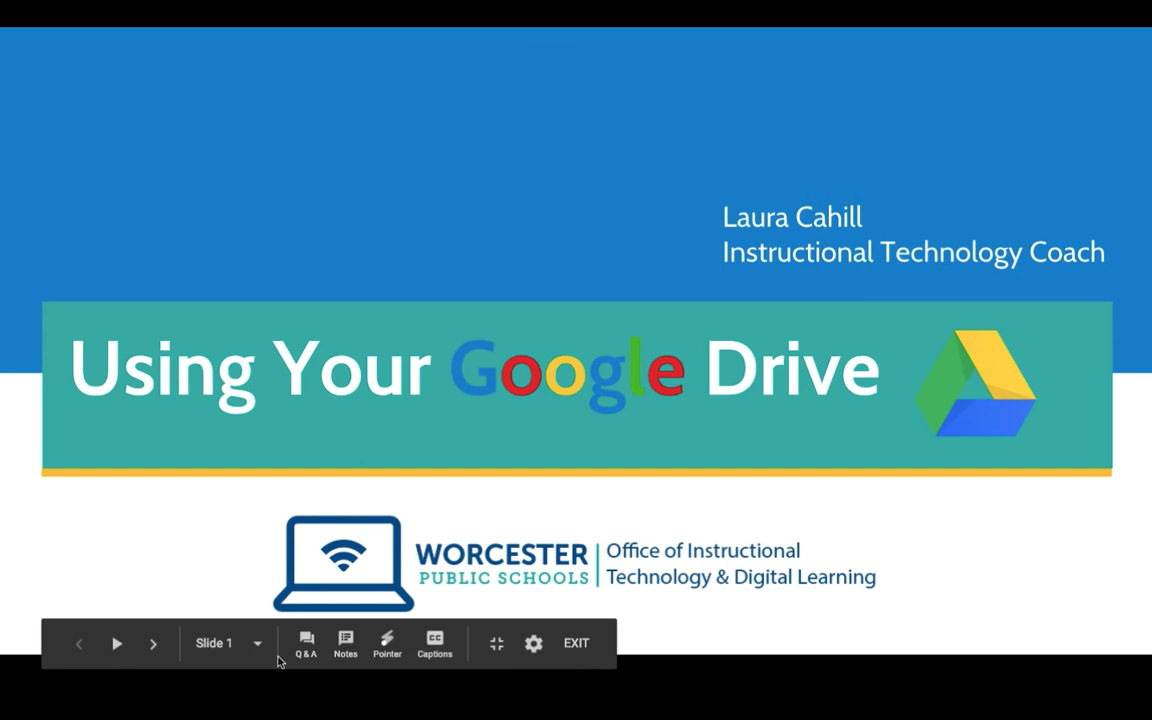 Laura Cahill
Instructional Technology Coach
Using Your Google Drive
WORCESTER
PUBLIC SCHOOLS
Office of Instructional
Technology & Digital Learning
Slide 1
Q & A
Notes
Pointer
CC
Captions
EXIT